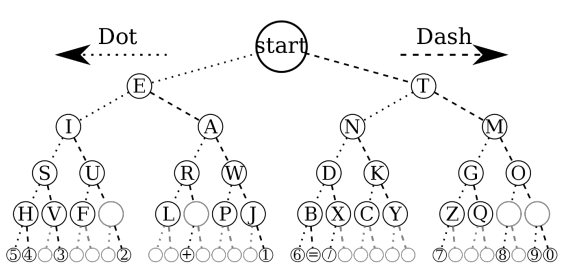 Dot Dash
start
E T
I A N M
S U R W D K G O
H V F L P J B X C Y Z Q
5 4 3 2 + 1 6 = / 7 8 9 0